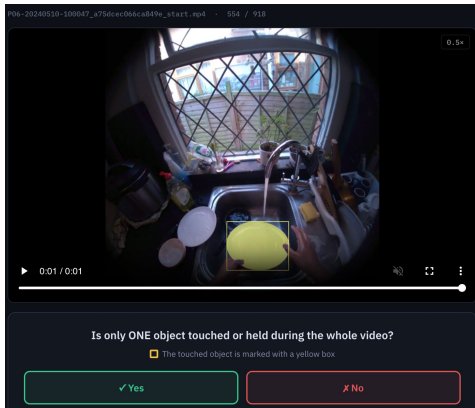 P06-20240510-100047_a75dcec066ca849e_start.mp4 · 554 / 918
0.5×
0:01 / 0:01
Is only ONE object touched or held during the whole video?
The touched object is marked with a yellow box
✓ Yes
✗ No